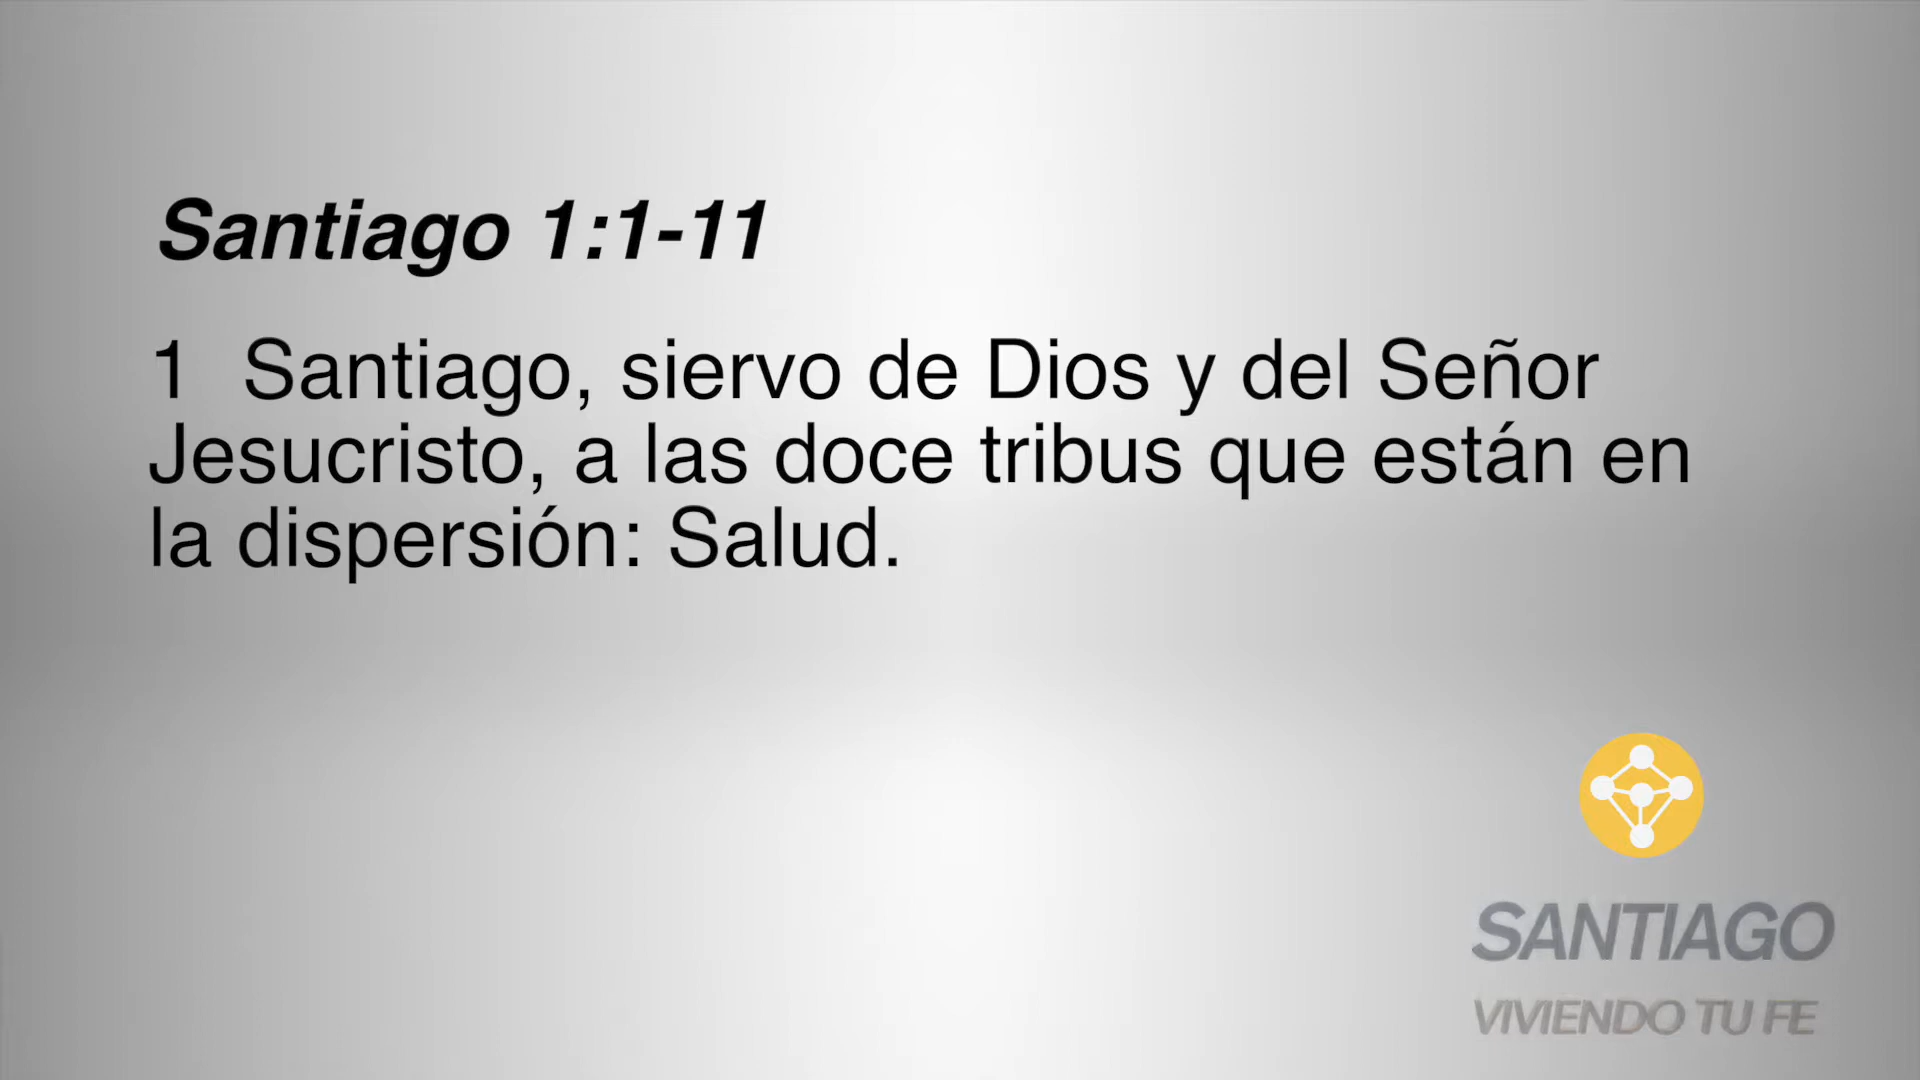 Santiago 1:1-11
1 Santiago, siervo de Dios y del Señor
Jesucristo, a las doce tribus que están en
la dispersión: Salud.
SANTIAGO
VIVIENDO TU FE